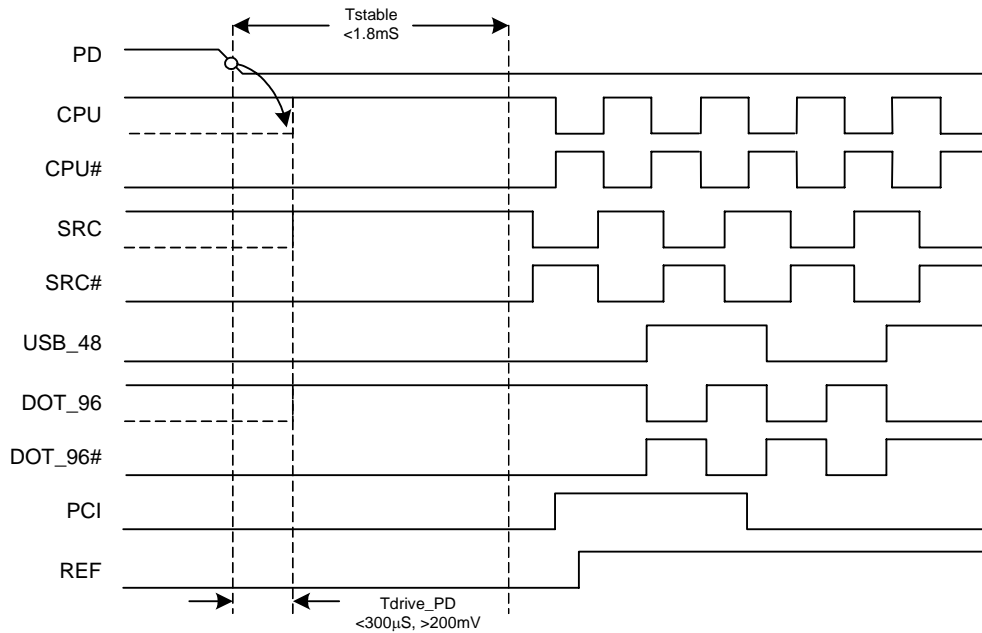 Tstable
<1.8mS
PD
CPU
CPU#
SRC
SRC#
USB_48
DOT_96
DOT_96#
PCI
REF
Tdrive_PD
<300μS, >200mV